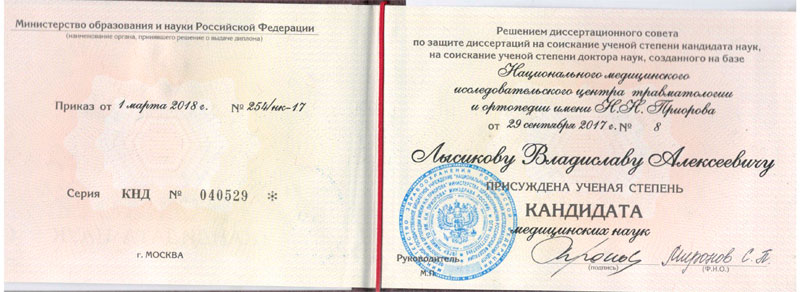 Министерство образования и науки Российской Федерации
(наименование органа, принявшего решение о выдаче диплома)
Приказ от 1 марта 2018 г. № 254/нк-17
Серия КНД № 040529 *
г. МОСКВА
Решением диссертационного совета
по защите диссертаций на соискание ученой степени кандидата наук,
на соискание ученой степени доктора наук, созданного на базе
Национального медицинского
исследовательского центра травматологии
и ортопедии имени Н.Н. Приорова
от 29 сентября 2017 г. № 8
Лысикову Владиславу Алексеевичу
ПРИСУЖДЕНА УЧЕНАЯ СТЕПЕНЬ
КАНДИДАТА
медицинских наук
Руководитель Миронов С.П.
М.П. (подпись) (Ф.И.О.)